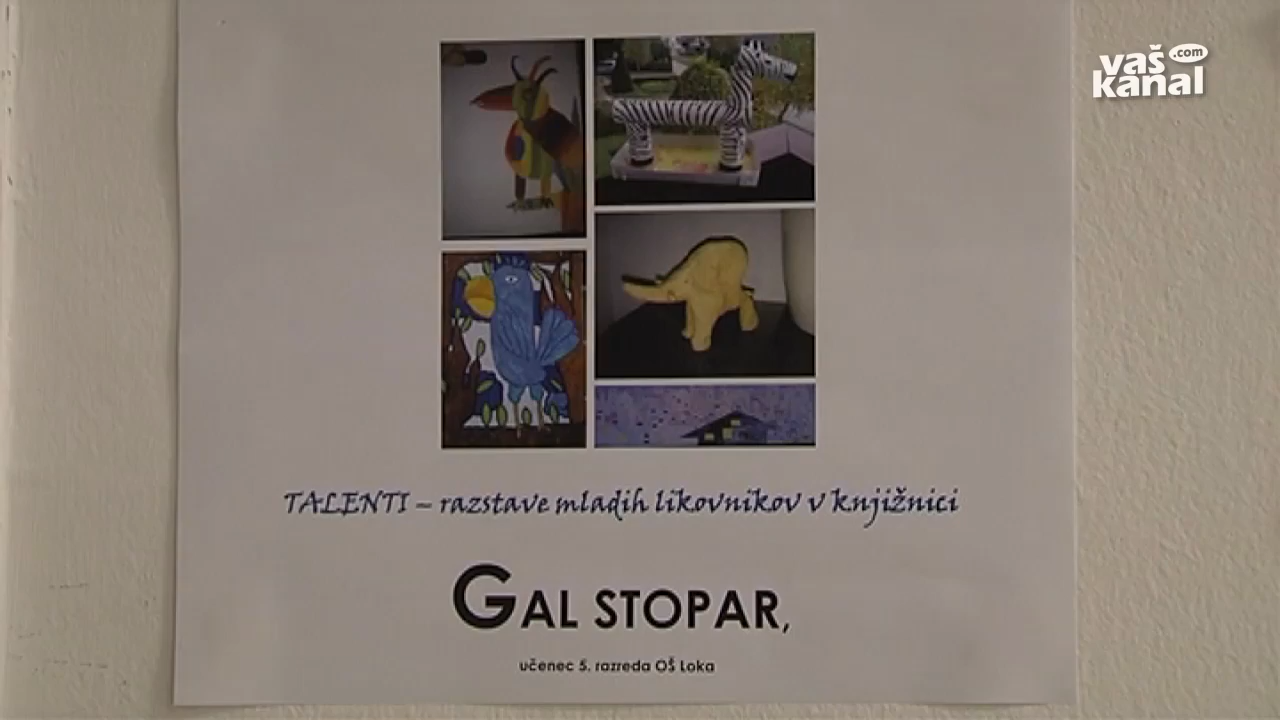 vaš .com
kanal
TALENTI – razstave mladih likovnikov v knjižnici
GAL STOPAR,
učenec 5. razreda OŠ Loka